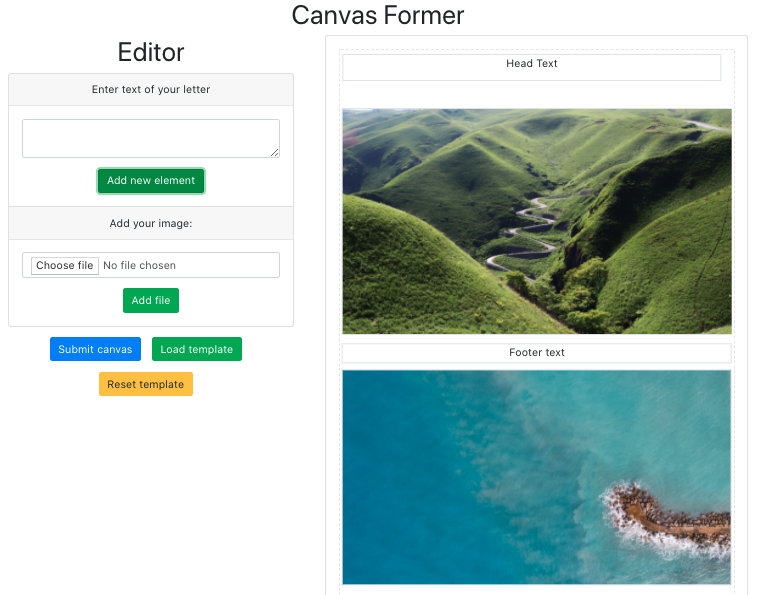 Canvas Former
Editor
Enter text of your letter
Add new element
Add your image:
Choose file No file chosen
Add file
Submit canvas Load template
Reset template
Head Text
Footer text